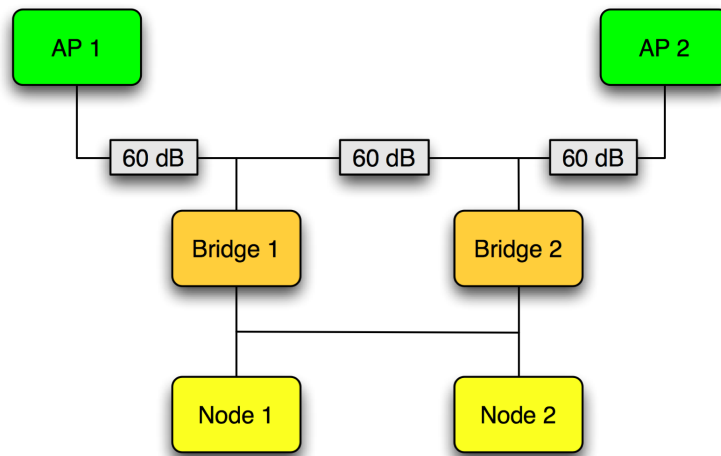 AP 1
AP 2
60 dB
60 dB
60 dB
Bridge 1
Bridge 2
Node 1
Node 2